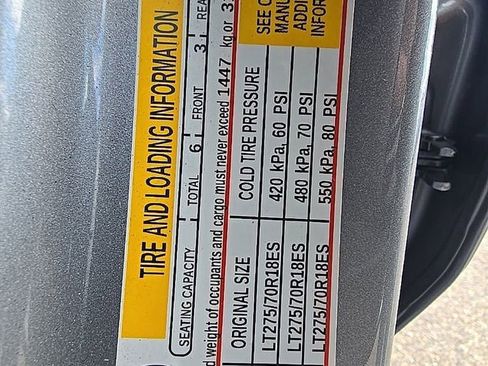 TIRE AND LOADING INFORMATION
SEATING CAPACITY TOTAL 6 FRONT 3 REA
d weight of occupants and cargo must never exceed 1447 kg or 3
ORIGINAL SIZE COLD TIRE PRESSURE SEE O
LT275/70R18ES 420 kPa, 60 PSI MANU
LT275/70R18ES 480 kPa, 70 PSI ADDI
LT275/70R18ES 550 kPa, 80 PSI INFOR